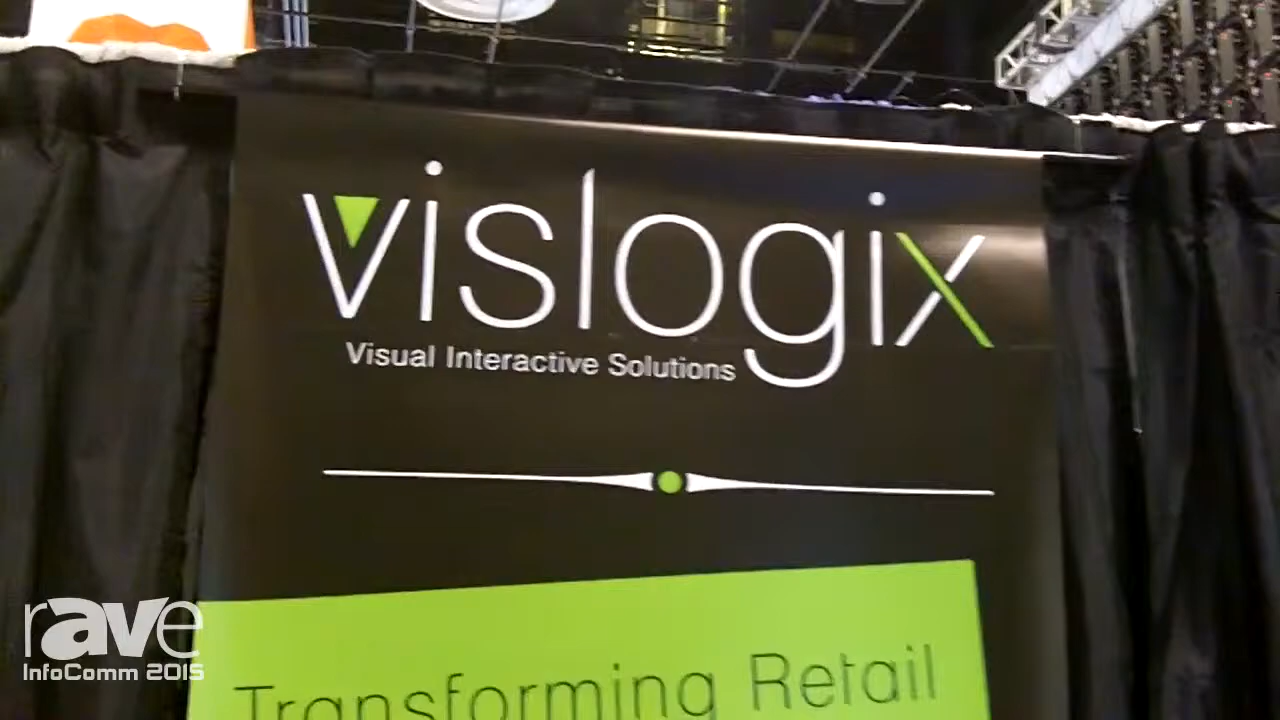 vislogix
Visual Interactive Solutions
Transforming Retail
rave
InfoComm 2015